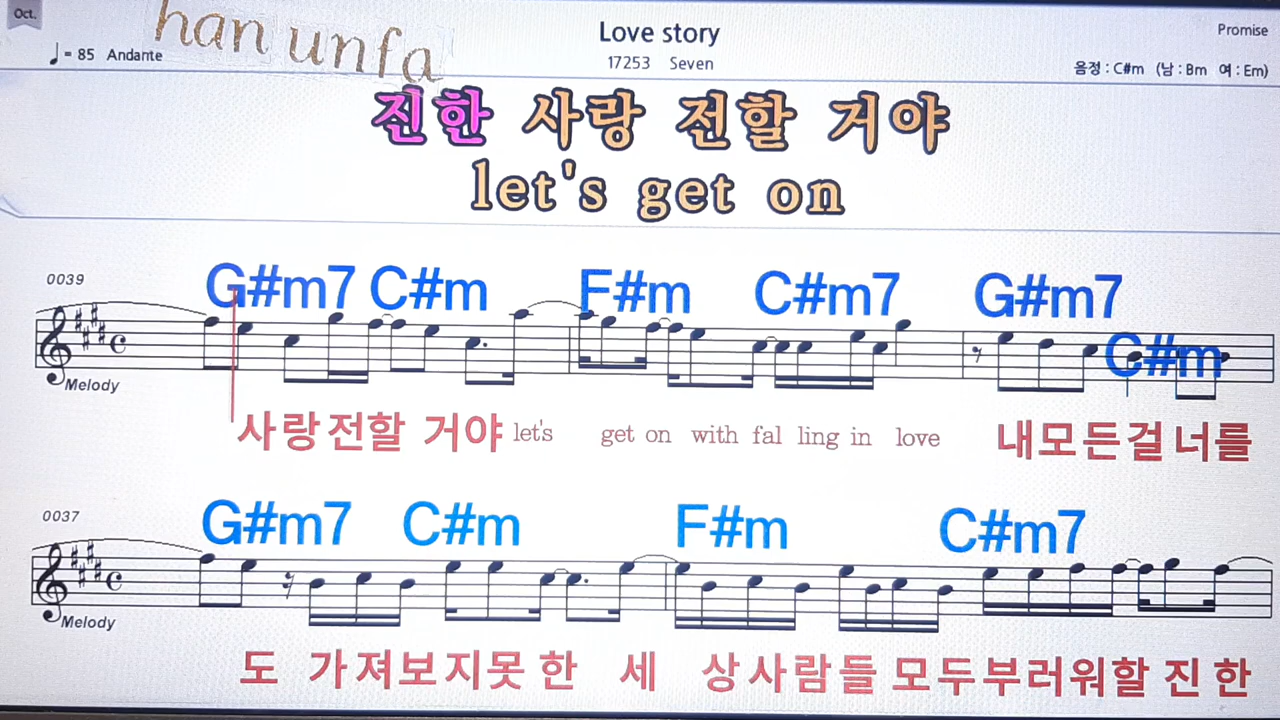 Oct.
han unfa
Love story
Promise
♩= 85 Andante
17253 Seven
음정 : C#m (남 : Bm 여 : Em)
진한 사랑 전할 거야
let's get on
0039
G#m7 C#m F#m C#m7 G#m7 C#m
Melody
사랑전할 거야 let's get on with fal ling in love 내모든걸너를
0037
G#m7 C#m F#m C#m7
Melody
도 가져보지못한 세 상사람들 모두부러워할 진한